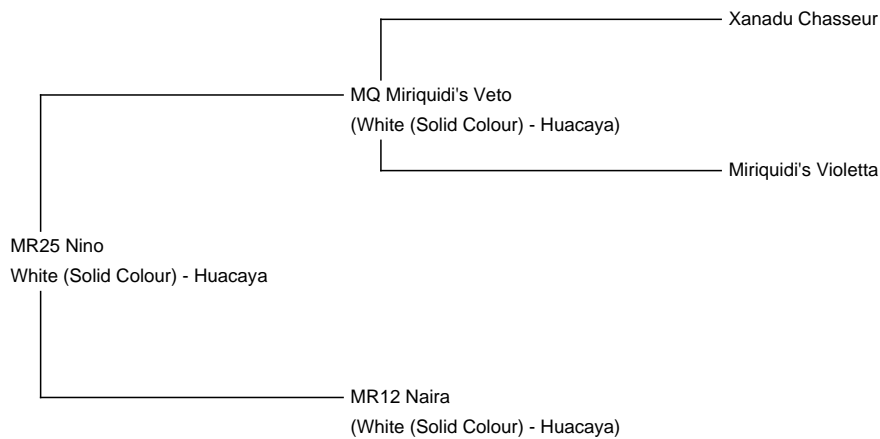 Xanadu Chasseur
MQ Miriquidi's Veto
(White (Solid Colour) - Huacaya)
Miriquidi's Violetta
MR25 Nino
White (Solid Colour) - Huacaya
MR12 Naira
(White (Solid Colour) - Huacaya)